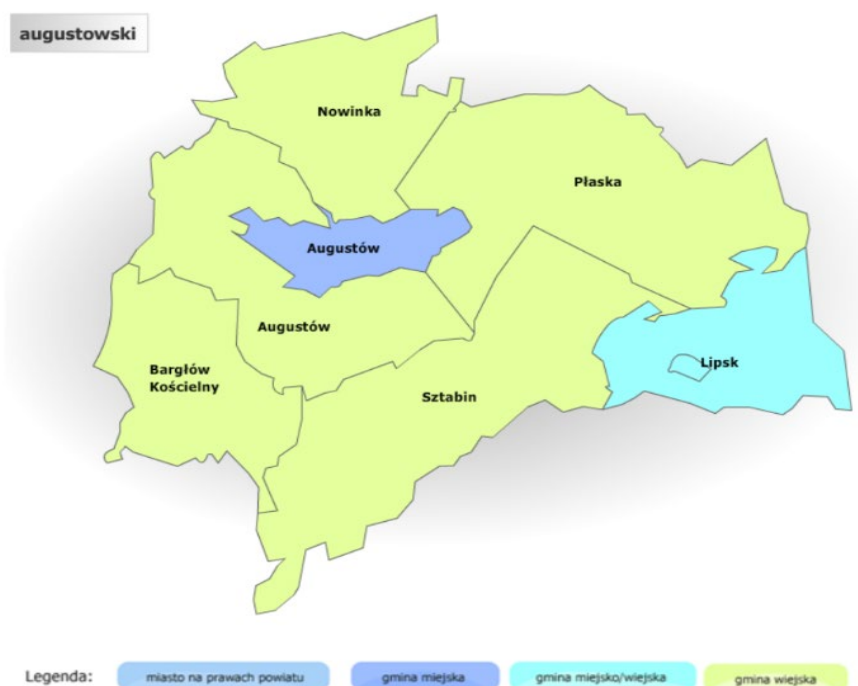 augustowski
Nowinka
Płaska
Augustów
Augustów
Lipsk
Bargłów
Kościelny
Sztabin
Legenda:
miasto na prawach powiatu
gmina miejska
gmina miejsko/wiejska
gmina wiejska